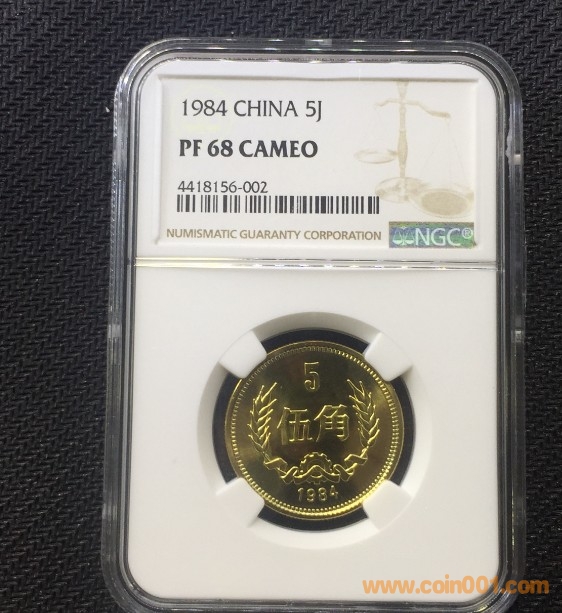 1984 CHINA 5J
PF 68 CAMEO
4418156-002
NUMISMATIC GUARANTY CORPORATION NGC®
5
伍角
1984
www.coin001.com